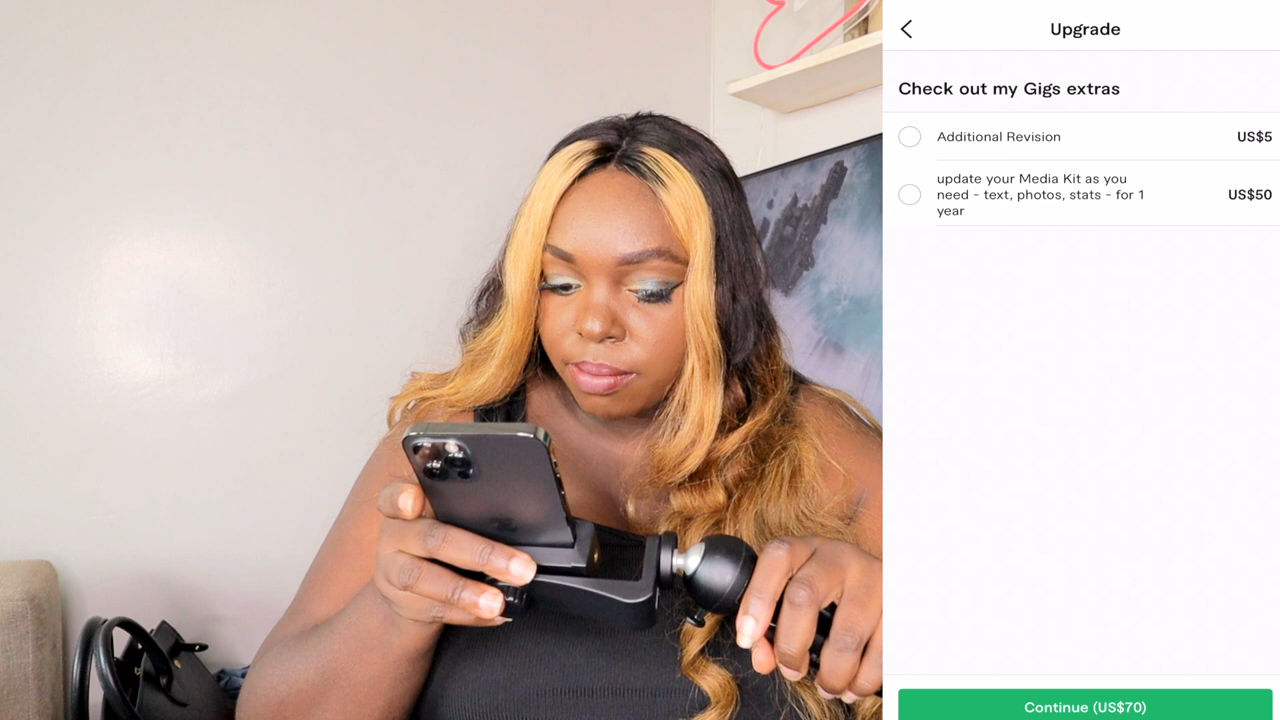 Upgrade
Check out my Gigs extras
Additional Revision US$5
update your Media Kit as you
need - text, photos, stats - for 1
year
US$50
Continue (US$70)